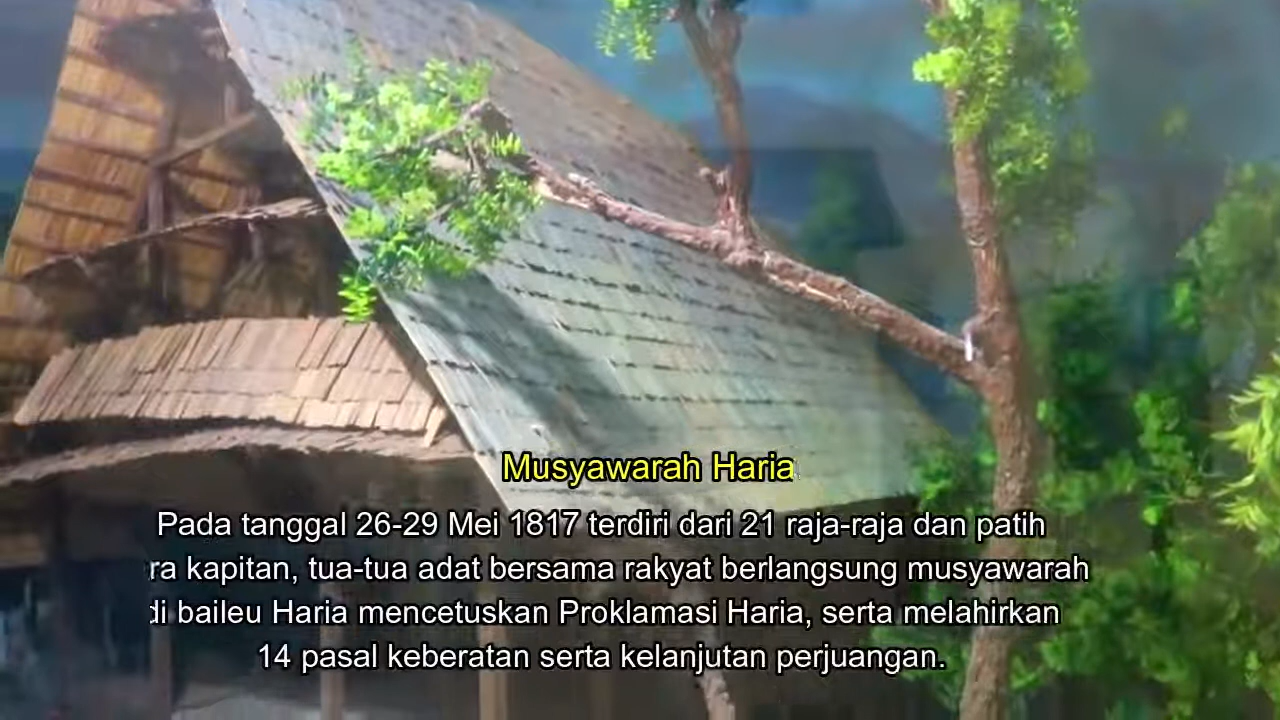 Musyawarah Haria
Pada tanggal 26-29 Mei 1817 terdiri dari 21 raja-raja dan patih
ra kapitan, tua-tua adat bersama rakyat berlangsung musyawarah
di baileu Haria mencetuskan Proklamasi Haria, serta melahirkan
14 pasal keberatan serta kelanjutan perjuangan.